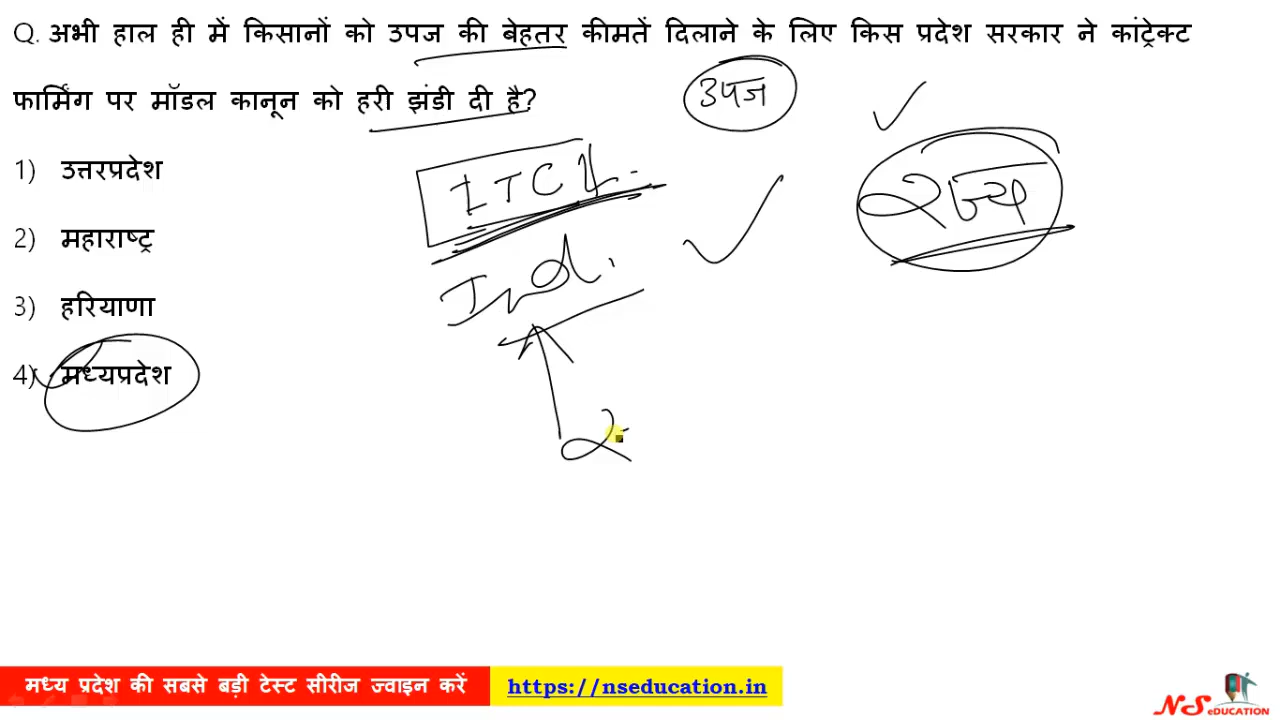 Q. अभी हाल ही में किसानों को उपज की बेहतर कीमतें दिलाने के लिए किस प्रदेश सरकार ने कांट्रेक्ट
फार्मिंग पर मॉडल कानून को हरी झंडी दी है?
उपज
1) उत्तरप्रदेश
ITC
राज्य
2) महाराष्ट्र
Ind.
3) हरियाणा
4) मध्यप्रदेश
मध्य प्रदेश की सबसे बड़ी टेस्ट सीरीज ज्वाइन करें
https://nseducation.in
NS eDUCATION